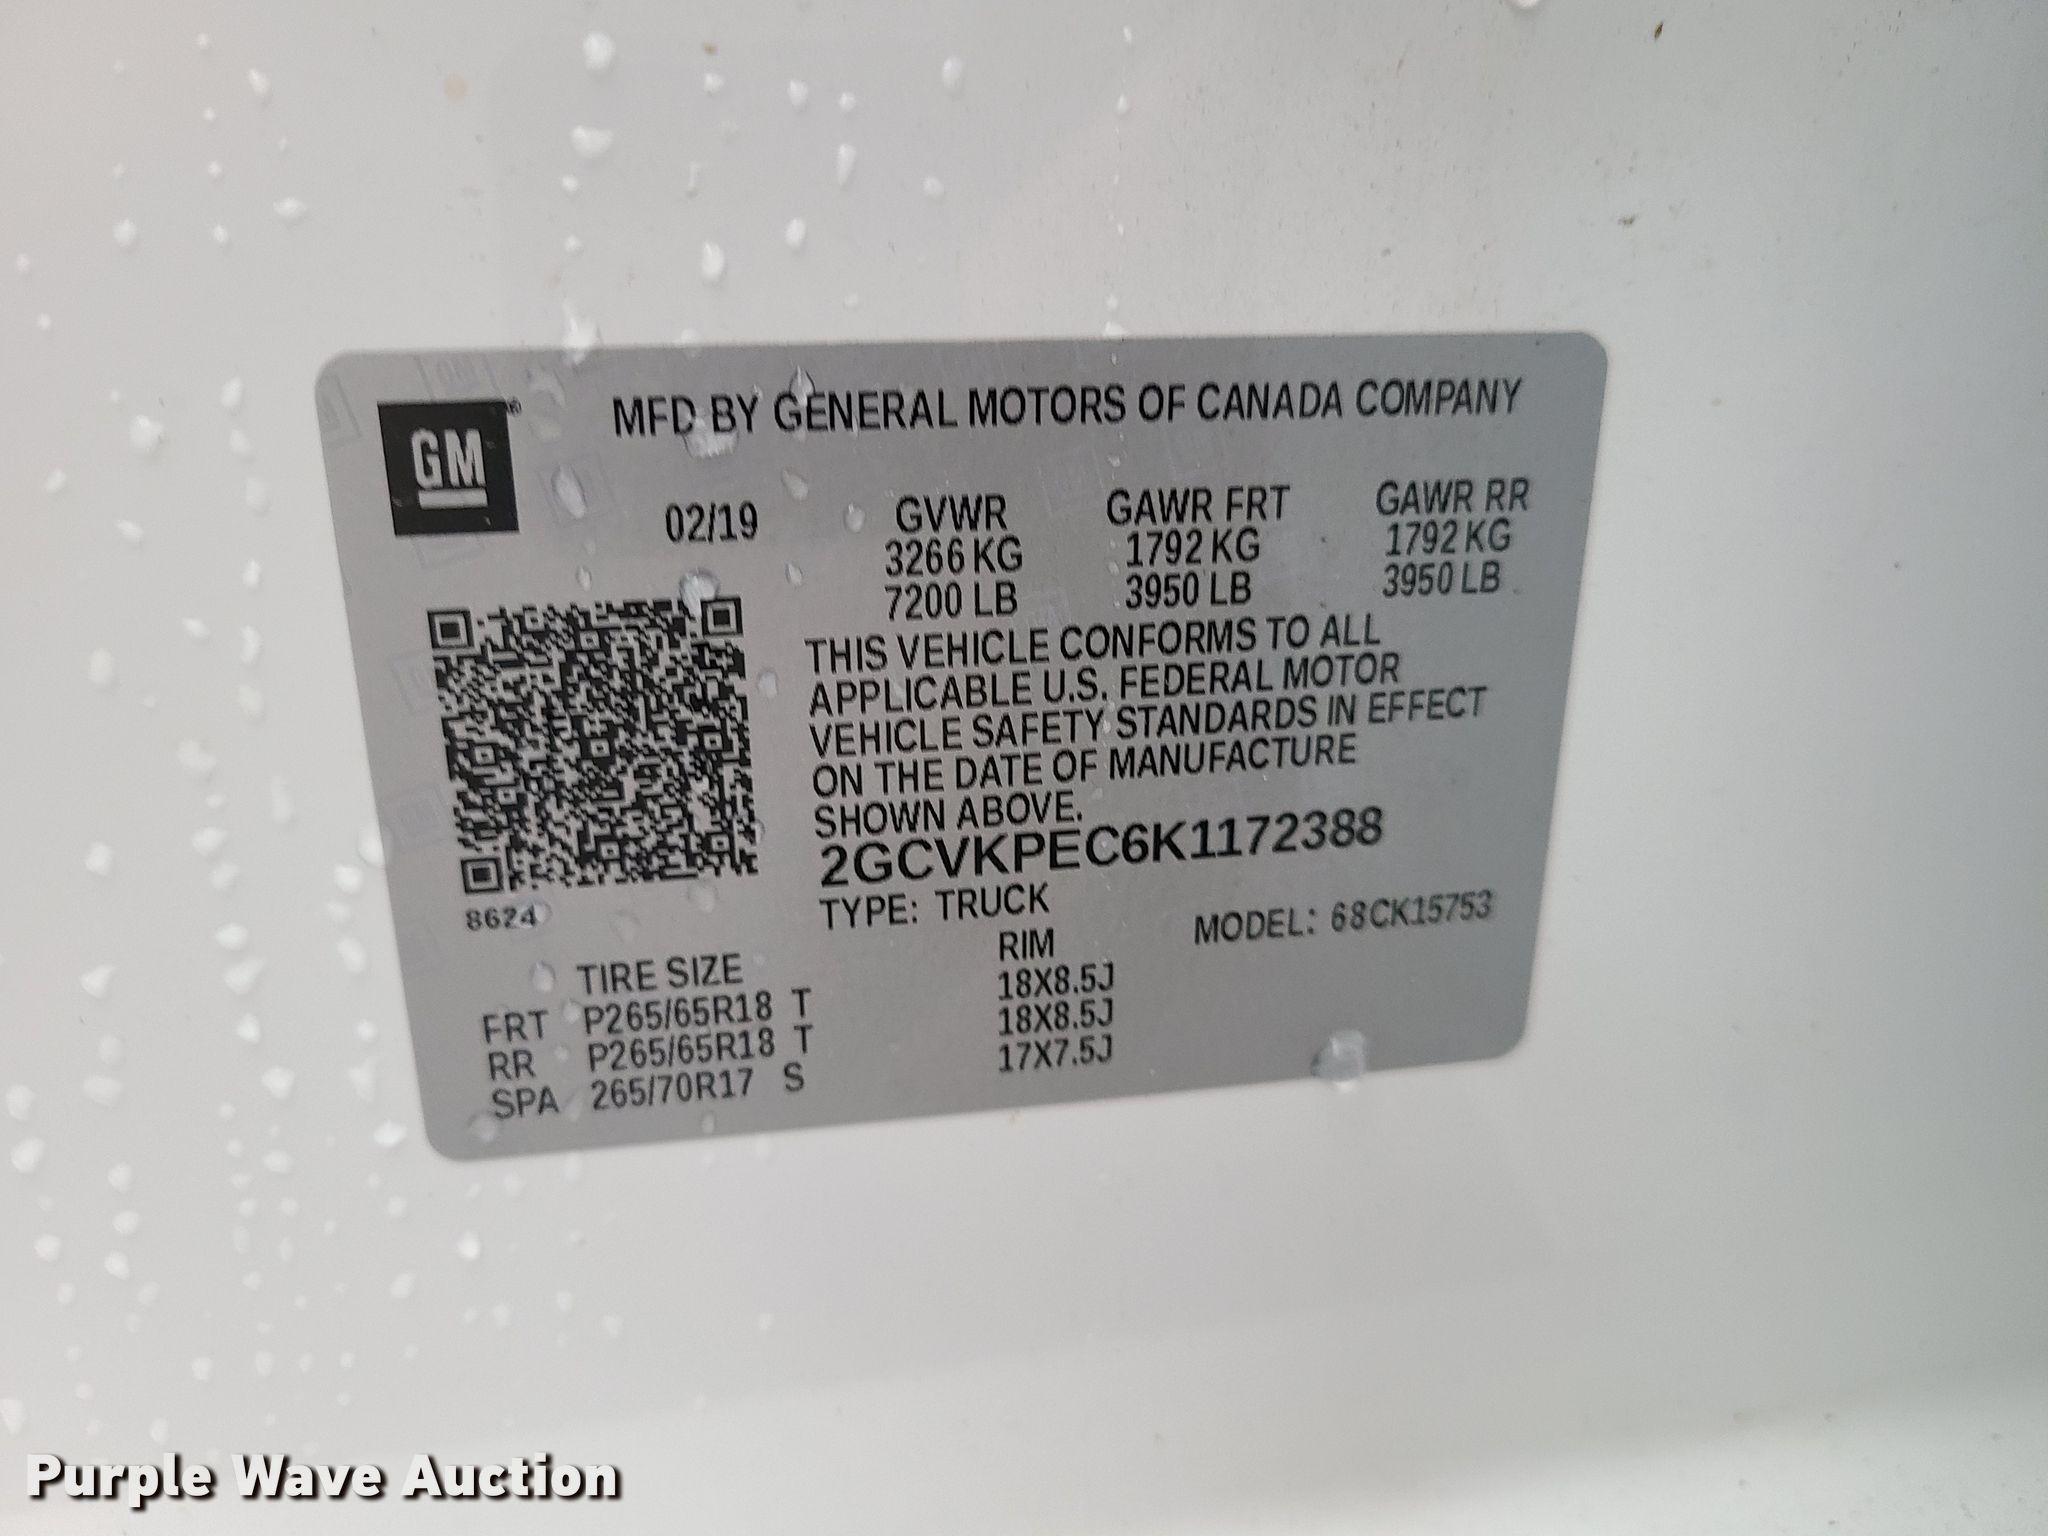 GM®
MFD BY GENERAL MOTORS OF CANADA COMPANY
02/19 GVWR GAWR FRT GAWR RR
3266 KG 1792 KG 1792 KG
7200 LB 3950 LB 3950 LB
THIS VEHICLE CONFORMS TO ALL
APPLICABLE U.S. FEDERAL MOTOR
VEHICLE SAFETY STANDARDS IN EFFECT
ON THE DATE OF MANUFACTURE
SHOWN ABOVE.
2GCVKPEC6K1172388
8624
TYPE: TRUCK MODEL: 68CK15753
TIRE SIZE RIM
FRT P265/65R18 T 18X8.5J
RR P265/65R18 T 18X8.5J
SPA 265/70R17 S 17X7.5J
Purple Wave Auction